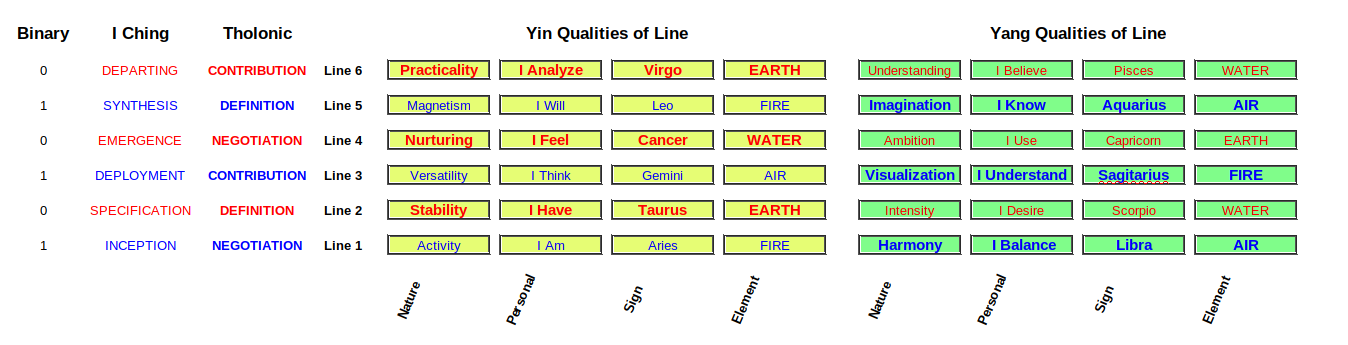 Binary I Ching Tholonic Yin Qualities of Line Yang Qualities of Line
0 DEPARTING CONTRIBUTION Line 6 Practicality I Analyze Virgo EARTH Understanding I Believe Pisces WATER
1 SYNTHESIS DEFINITION Line 5 Magnetism I Will Leo FIRE Imagination I Know Aquarius AIR
0 EMERGENCE NEGOTIATION Line 4 Nurturing I Feel Cancer WATER Ambition I Use Capricorn EARTH
1 DEPLOYMENT CONTRIBUTION Line 3 Versatility I Think Gemini AIR Visualization I Understand Sagitarius FIRE
0 SPECIFICATION DEFINITION Line 2 Stability I Have Taurus EARTH Intensity I Desire Scorpio WATER
1 INCEPTION NEGOTIATION Line 1 Activity I Am Aries FIRE Harmony I Balance Libra AIR
Nature Personal Sign Element Nature Personal Sign Element